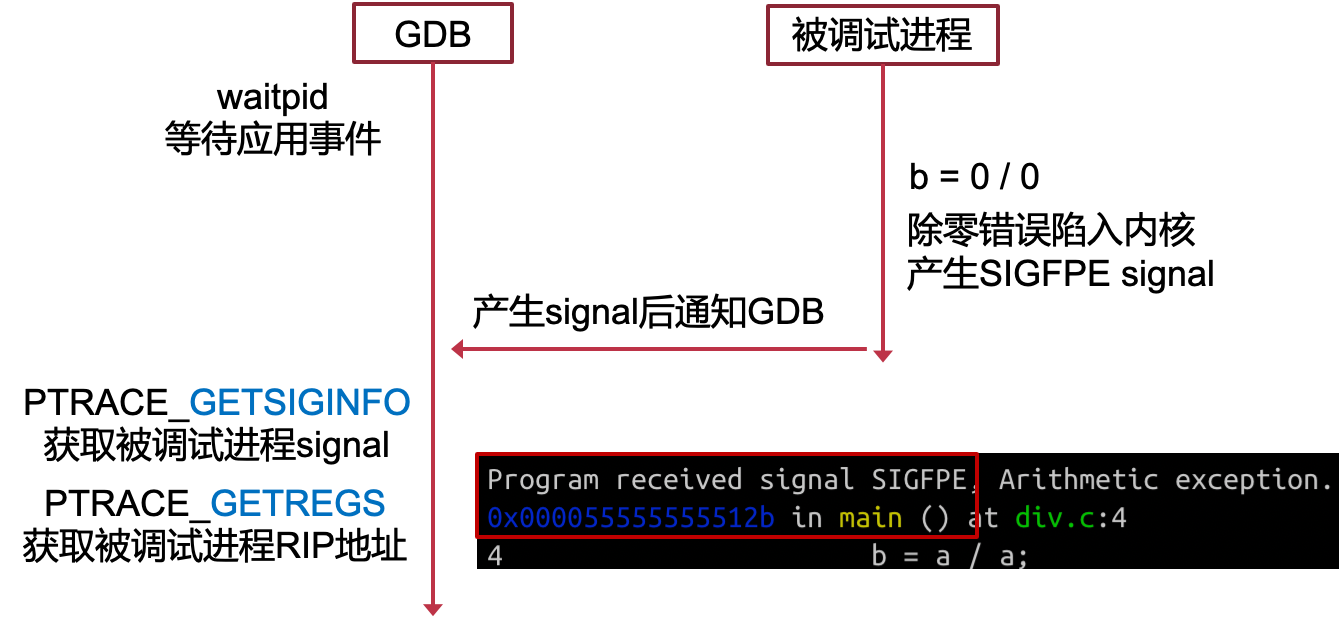 GDB
被调试进程
waitpid
等待应用事件
b = 0 / 0
除零错误陷入内核
产生SIGFPE signal
产生signal后通知GDB
PTRACE_GETSIGINFO
获取被调试进程signal
PTRACE_GETREGS
获取被调试进程RIP地址
Program received signal SIGFPE, Arithmetic exception.
0x000055555555512b in main () at div.c:4
4 b = a / a;